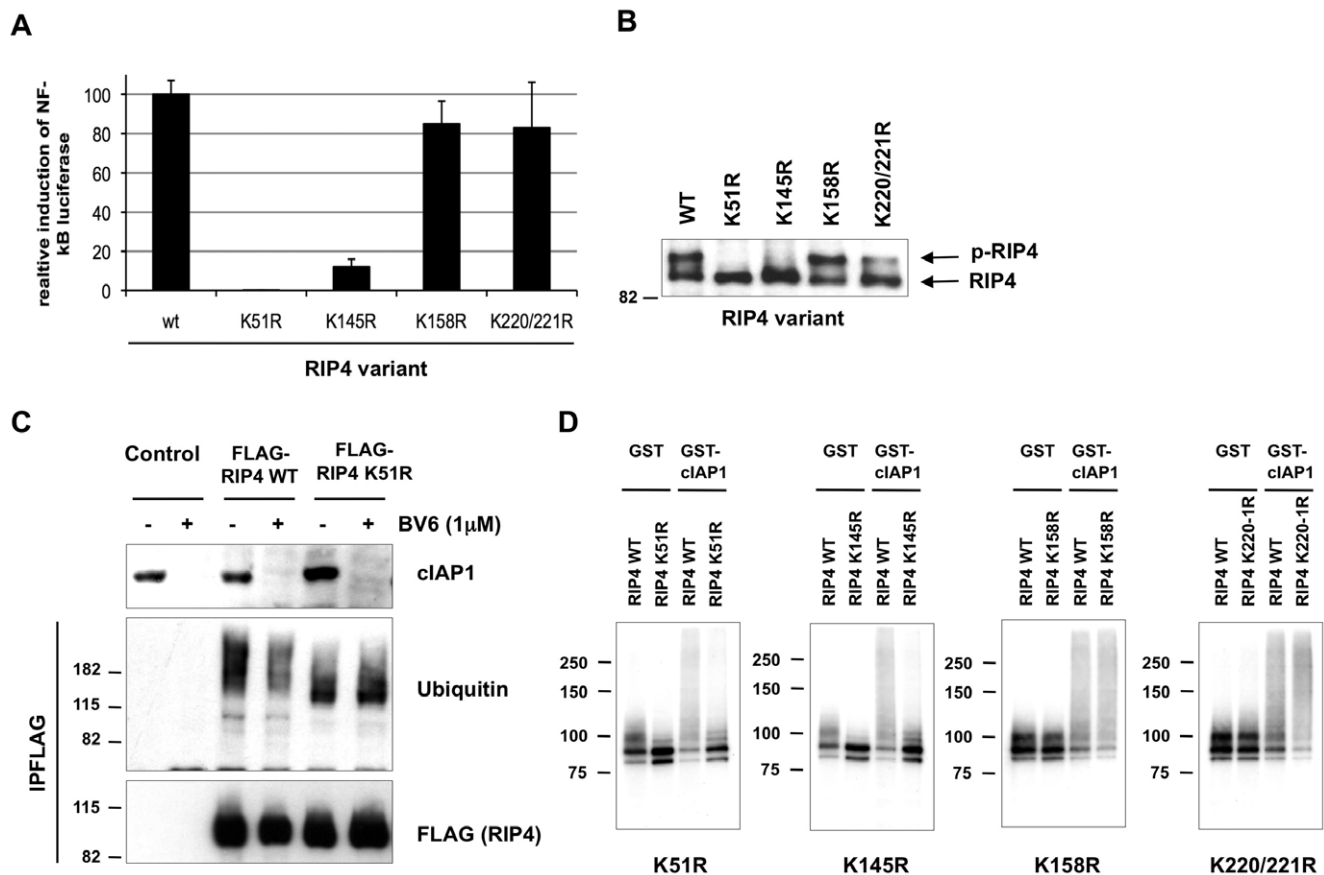 A
realtive induction of NF-
kB luciferase
100
80
60
40
20
0
wt K51R K145R K158R K220/221R
RIP4 variant
B
WT K51R K145R K158R K220/221R
p-RIP4
RIP4
82
RIP4 variant
C
Control FLAG-RIP4 WT FLAG-RIP4 K51R
- + - + - + BV6 (1µM)
cIAP1
IPFLAG
182
115
82
Ubiquitin
115
82
FLAG (RIP4)
D
GST GST-cIAP1
RIP4 WT RIP4 K51R RIP4 WT RIP4 K51R
250
150
100
75
K51R
GST GST-cIAP1
RIP4 WT RIP4 K145R RIP4 WT RIP4 K145R
250
150
100
75
K145R
GST GST-cIAP1
RIP4 WT RIP4 K158R RIP4 WT RIP4 K158R
250
150
100
75
K158R
GST GST-cIAP1
RIP4 WT RIP4 K220-1R RIP4 WT RIP4 K220-1R
250
150
100
75
K220/221R